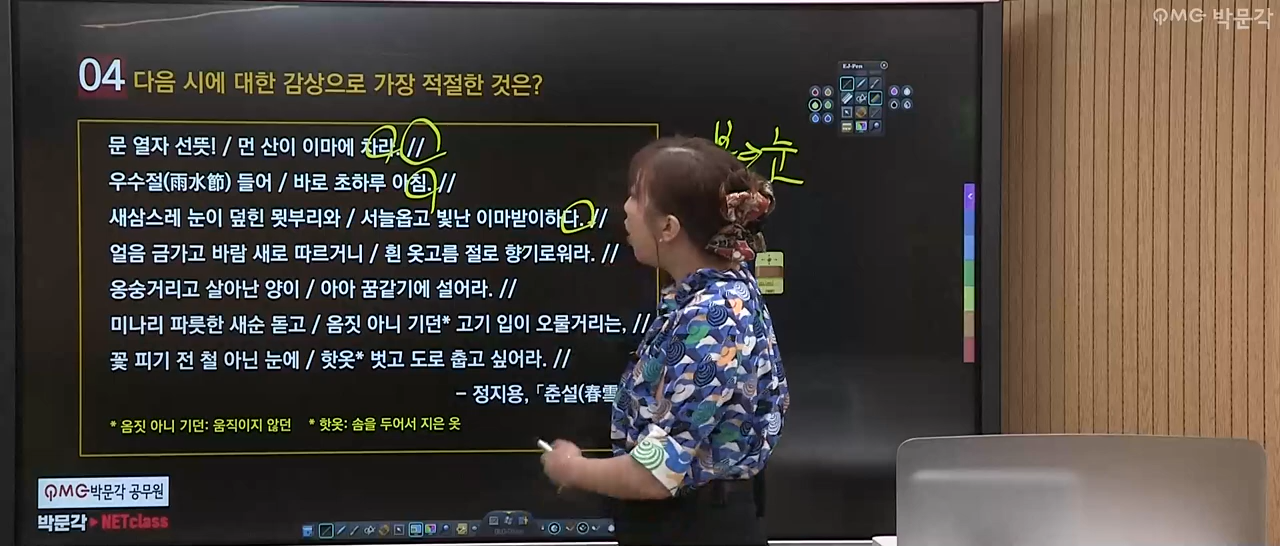 QMG 박문각
04 다음 시에 대한 감상으로 가장 적절한 것은?
EJ-Pen
문 열자 선뜻! / 먼 산이 이마에 차라. //
봄 눈
우수절(雨水節) 들어 / 바로 초하루 아침. //
새삼스레 눈이 덮힌 묏부리와 / 서늘옵고 빛난 이마받이하다. //
얼음 금가고 바람 새로 따르거니 / 흰 옷고름 절로 향기로워라. //
옹숭거리고 살아난 양이 / 아아 꿈같기에 설어라. //
미나리 파릇한 새순 돋고 / 옴짓 아니 기던* 고기 입이 오물거리는, //
꽃 피기 전 철 아닌 눈에 / 핫옷* 벗고 도로 춥고 싶어라. //
- 정지용, 「춘설(春雪
* 옴짓 아니 기던: 움직이지 않던 * 핫옷: 솜을 두어서 지은 옷
QMG박문각 공무원
박문각 NETclass